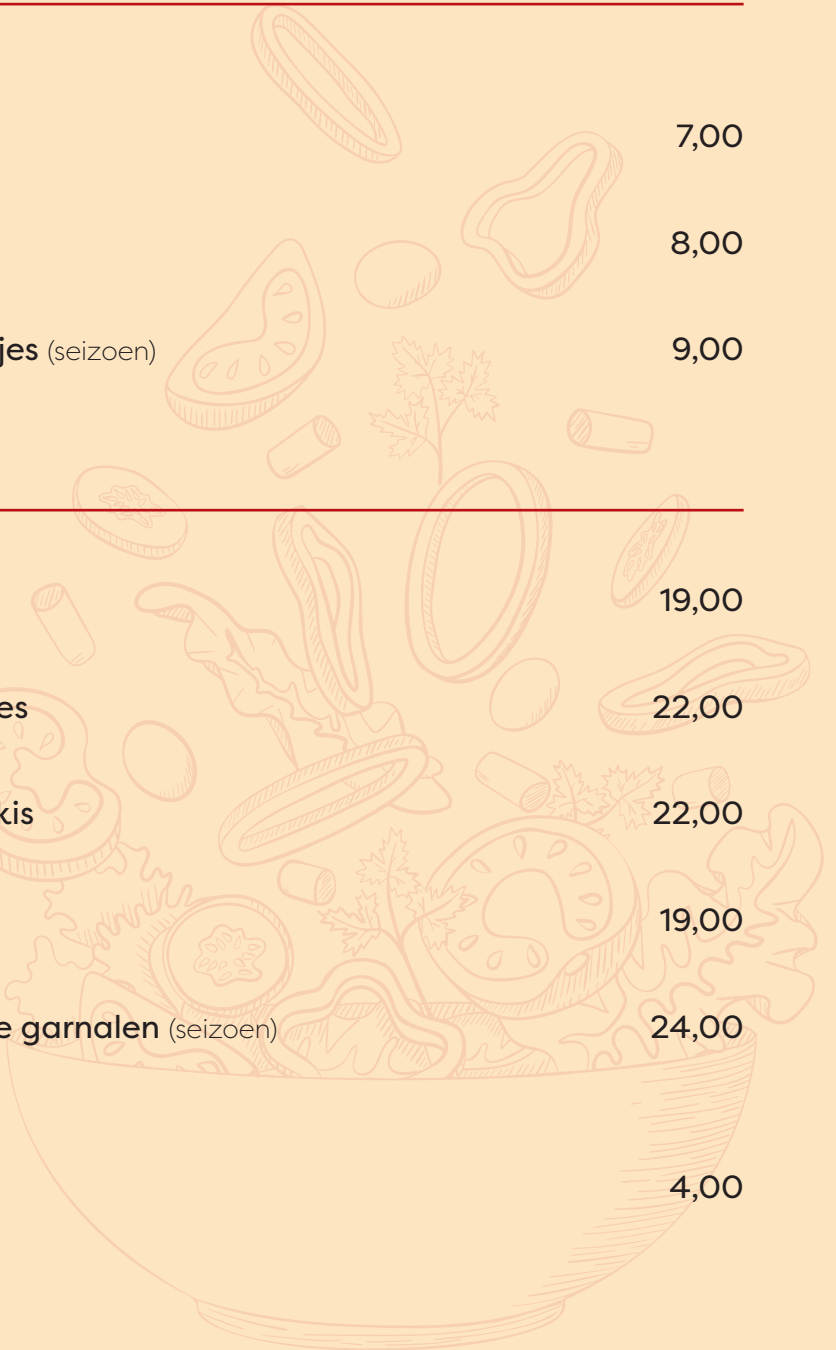 7,00
8,00
jes (seizoen) 9,00
19,00
es 22,00
kis 22,00
19,00
e garnalen (seizoen) 24,00
4,00